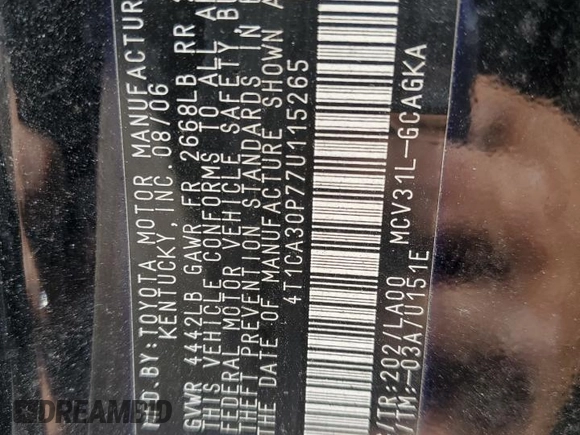 MFD.BY: TOYOTA MOTOR MANUFACTUR
KENTUCKY, INC. 08/06
GVWR 4442LB GAWR FR 2668LB RR
THIS VEHICLE CONFORMS TO ALL A
FEDERAL MOTOR VEHICLE SAFETY, BU
THEFT PREVENTION STANDARDS IN E
THE DATE OF MANUFACTURE SHOWN A
4T1CA30P77U115265
/TR:202/LA00 MCV31L-GCAGKA
/TM:-03A/U151E
DREAMBID